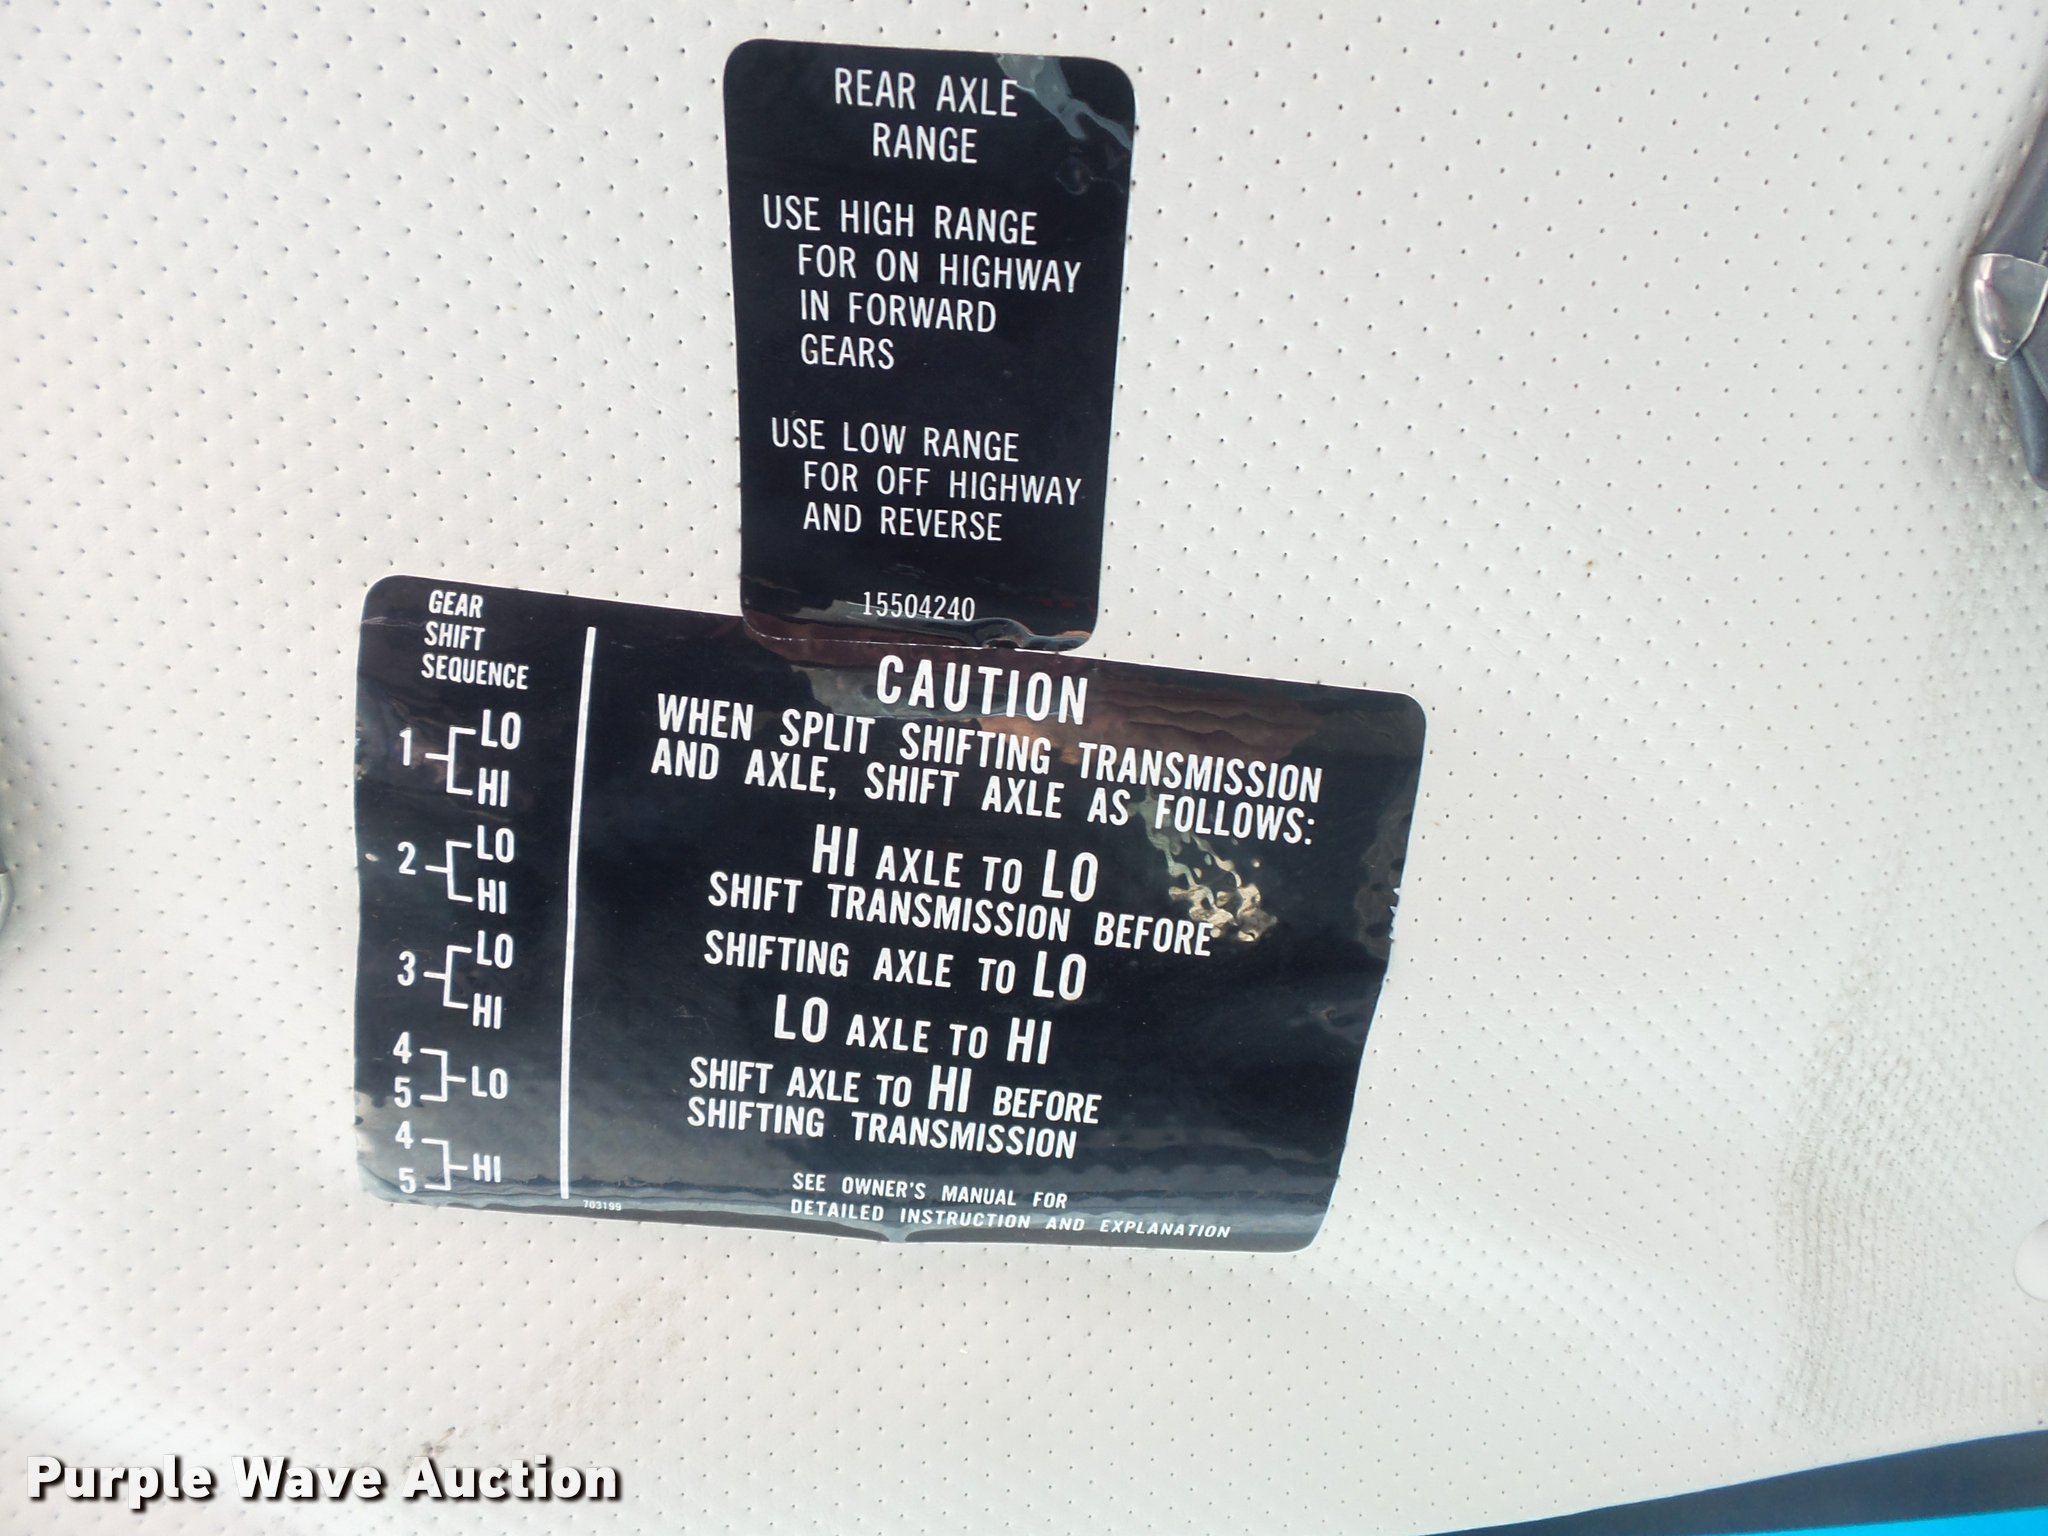 REAR AXLE
RANGE
USE HIGH RANGE
FOR ON HIGHWAY
IN FORWARD
GEARS
USE LOW RANGE
FOR OFF HIGHWAY
AND REVERSE
15504240
GEAR
SHIFT
SEQUENCE
1 LO
HI
2 LO
HI
3 LO
HI
4
5 LO
4
5 HI
CAUTION
WHEN SPLIT SHIFTING TRANSMISSION
AND AXLE, SHIFT AXLE AS FOLLOWS:
HI AXLE TO LO
SHIFT TRANSMISSION BEFORE
SHIFTING AXLE TO LO
LO AXLE TO HI
SHIFT AXLE TO HI BEFORE
SHIFTING TRANSMISSION
SEE OWNER'S MANUAL FOR
DETAILED INSTRUCTION AND EXPLANATION
703199
Purple Wave Auction